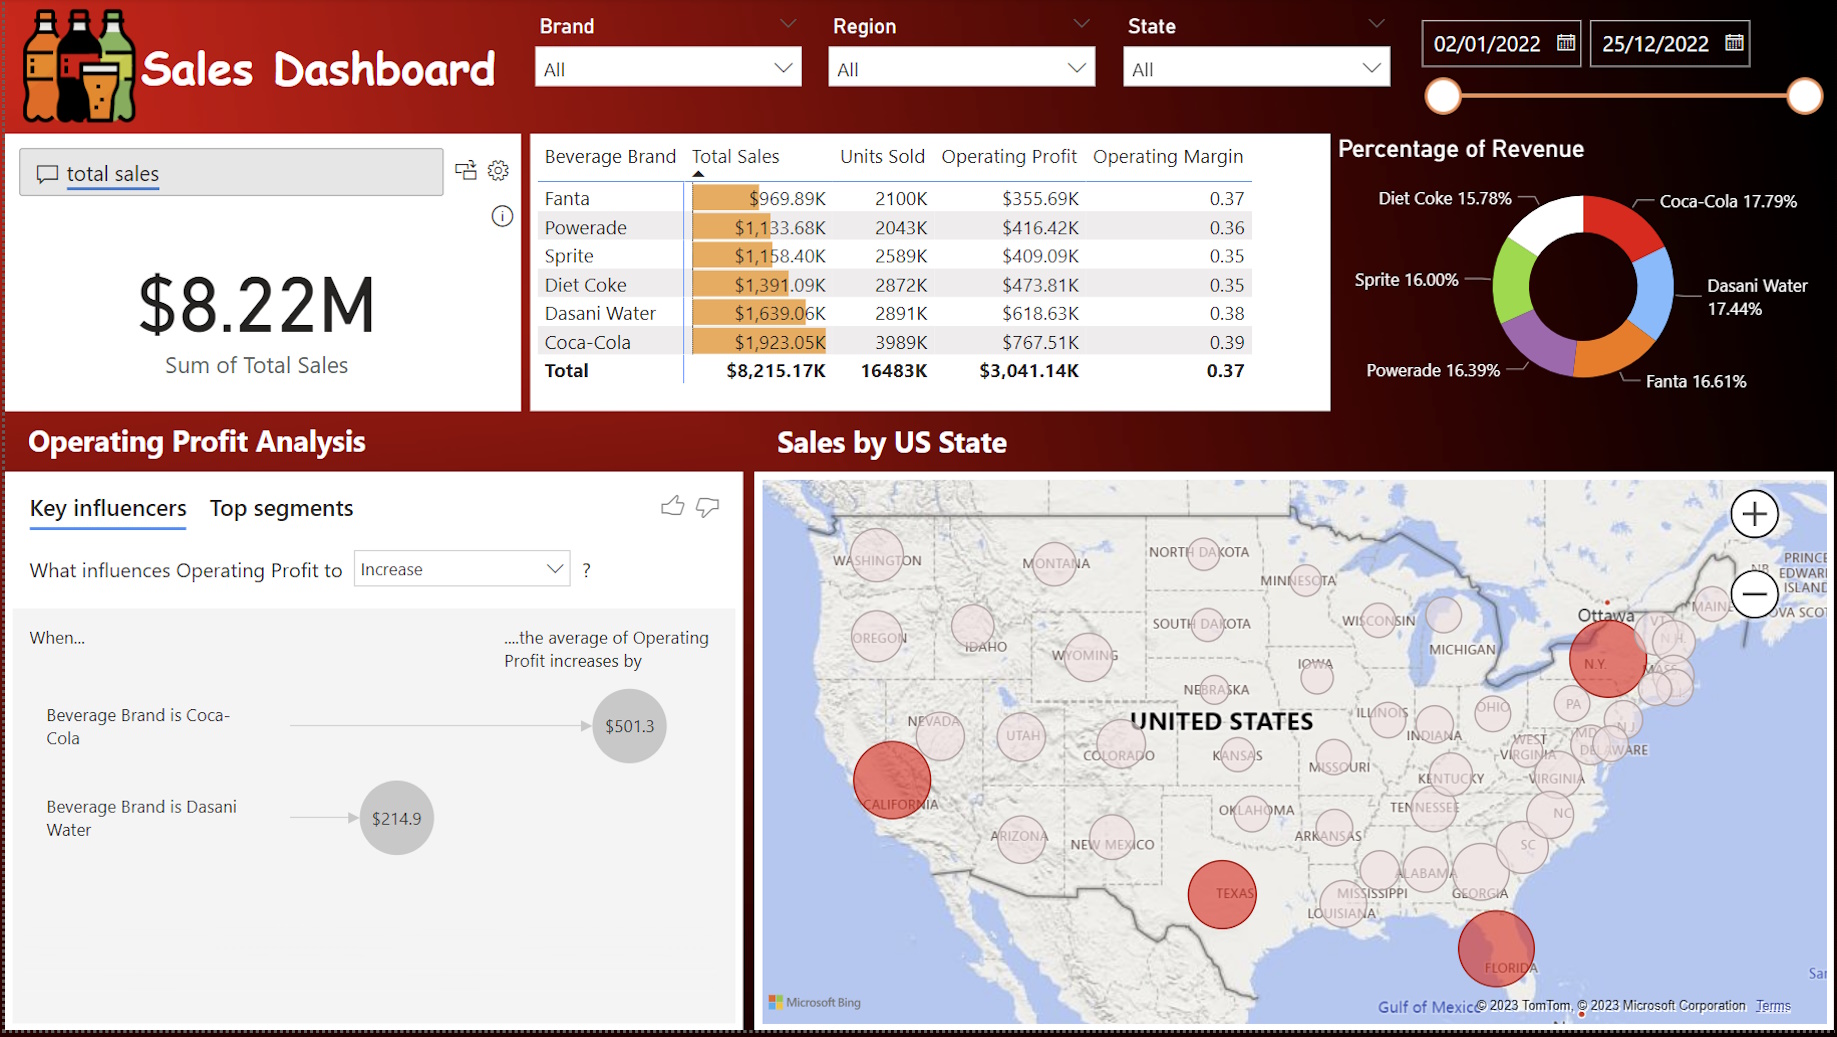 Sales Dashboard
Brand
All
Region
All
State
All
02/01/2022
25/12/2022
total sales
$8.22M
Sum of Total Sales
Beverage Brand Total Sales Units Sold Operating Profit Operating Margin
Fanta $969.89K 2100K $355.69K 0.37
Powerade $1,133.68K 2043K $416.42K 0.36
Sprite $1,158.40K 2589K $409.09K 0.35
Diet Coke $1,391.09K 2872K $473.81K 0.35
Dasani Water $1,639.06K 2891K $618.63K 0.38
Coca-Cola $1,923.05K 3989K $767.51K 0.39
Total $8,215.17K 16483K $3,041.14K 0.37
Percentage of Revenue
Diet Coke 15.78%
Coca-Cola 17.79%
Sprite 16.00%
Dasani Water
17.44%
Powerade 16.39%
Fanta 16.61%
Operating Profit Analysis
Key influencers Top segments
What influences Operating Profit to Increase ?
When...
....the average of Operating
Profit increases by
Beverage Brand is Coca-
Cola
$501.3
Beverage Brand is Dasani
Water
$214.9
Sales by US State
WASHINGTON
MONTANA
NORTH DAKOTA
MINNESOTA
NB
PRINCE
EDWARD
ISLAND
OVA SCOT
MAINE
Ottawa
VT
N.H.
OREGON
IDAHO
SOUTH DAKOTA
WISCONSIN
MICHIGAN
WYOMING
IOWA
N.Y.
MASS
NEBRASKA
NEVADA
UTAH
COLORADO
UNITED STATES
KANSAS
ILLINOIS
INDIANA
OHIO
PA
NJ
MD
DELAWARE
WEST
VIRGINIA
MISSOURI
KENTUCKY
VIRGINIA
CALIFORNIA
OKLAHOMA
TENNESSEE
NC
ARIZONA
NEW MEXICO
ARKANSAS
SC
TEXAS
MISSISSIPPI
ALABAMA
GEORGIA
LOUISIANA
FLORIDA
San
Microsoft Bing
Gulf of Mexico
© 2023 TomTom, © 2023 Microsoft Corporation Terms